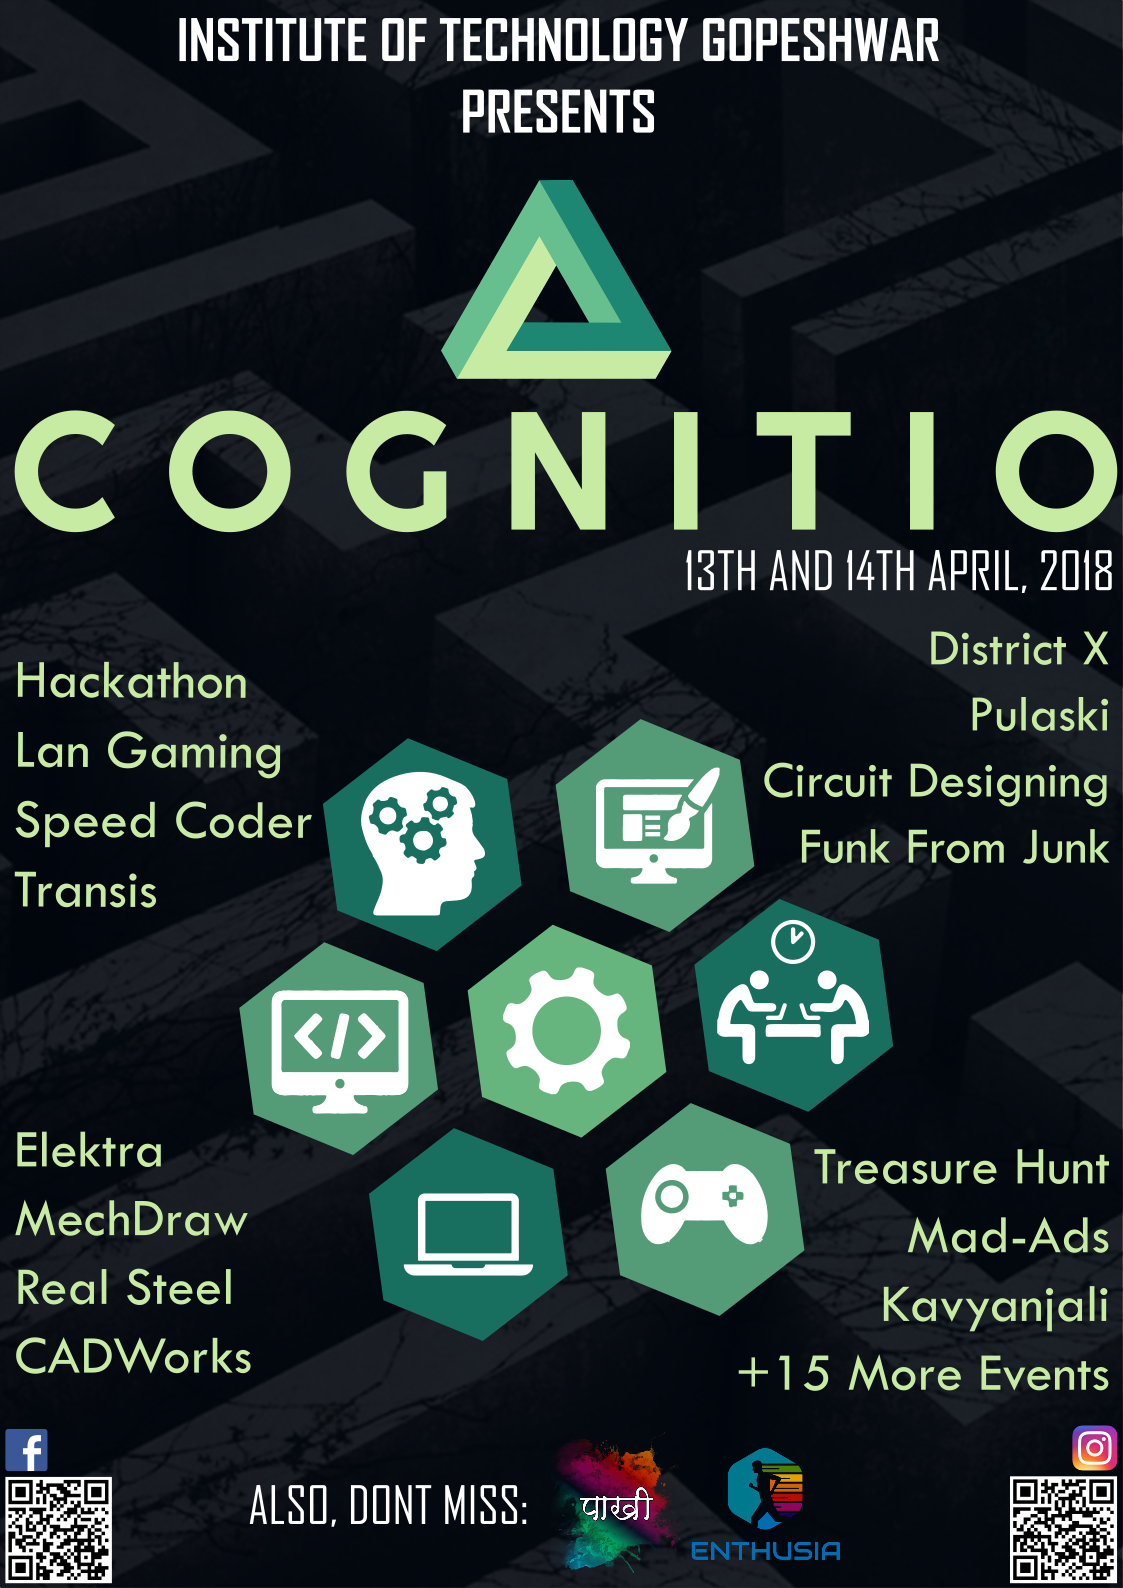 INSTITUTE OF TECHNOLOGY GOPESHWAR
PRESENTS
COGNITIO
13TH AND 14TH APRIL, 2018
Hackathon
Lan Gaming
Speed Coder
Transis
District X
Pulaski
Circuit Designing
Funk From Junk
Elektra
MechDraw
Real Steel
CADWorks
Treasure Hunt
Mad-Ads
Kavyanjali
+15 More Events
ALSO, DONT MISS:
पाखी
ENTHUSIA